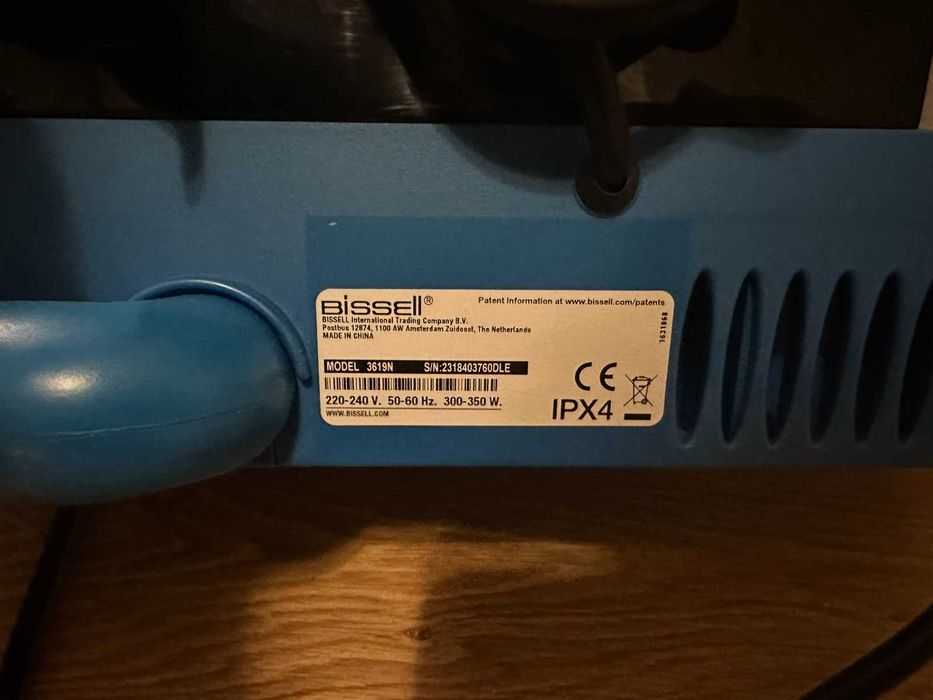 BISSELL®
Patent Information at www.bissell.com/patents
BISSELL International Trading Company B.V.
Postbus 12874, 1100 AW Amsterdam Zuidoost, The Netherlands
MADE IN CHINA
1631868
MODEL 3619N S/N:2318403760DLE
220-240 V. 50-60 Hz. 300-350 W.
WWW.BISSELL.COM
CE
IPX4